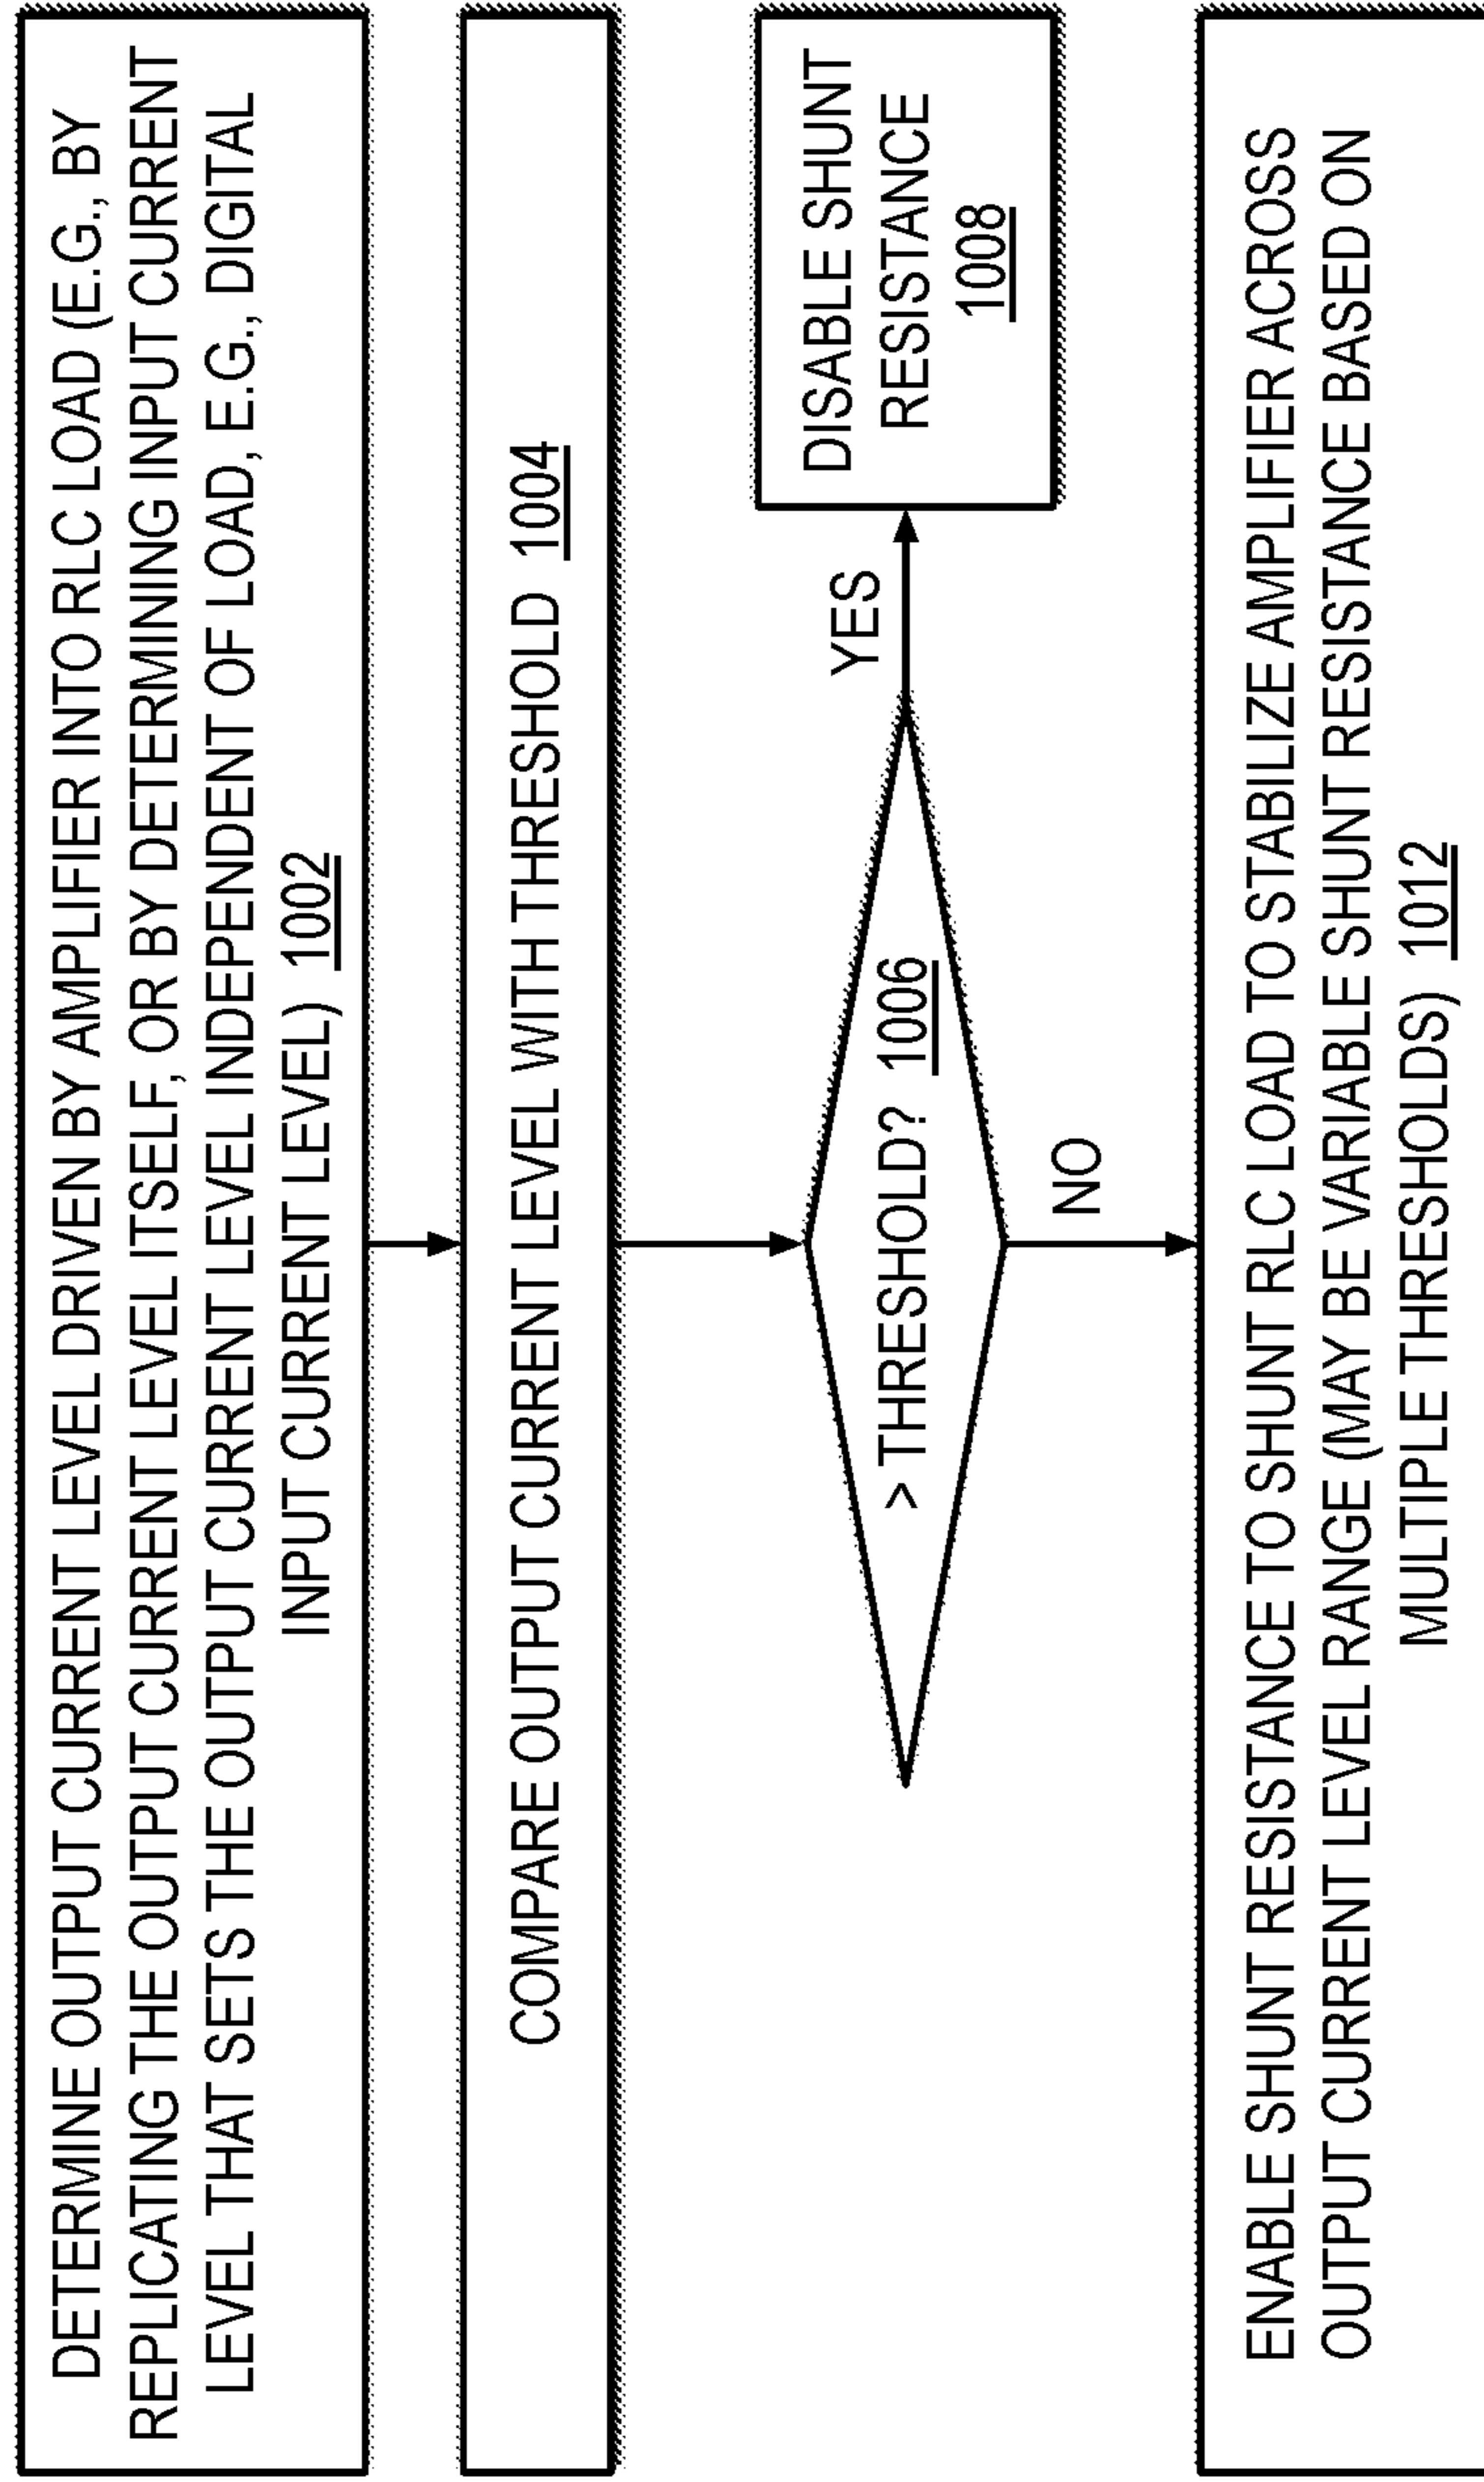 DETERMINE OUTPUT CURRENT LEVEL DRIVEN BY AMPLIFIER INTO RLC LOAD (E.G., BY
REPLICATING THE OUTPUT CURRENT LEVEL ITSELF, OR BY DETERMINING INPUT CURRENT
LEVEL THAT SETS THE OUTPUT CURRENT LEVEL INDEPENDENT OF LOAD, E.G., DIGITAL
INPUT CURRENT LEVEL) 1002
COMPARE OUTPUT CURRENT LEVEL WITH THRESHOLD 1004
> THRESHOLD? 1006
YES
DISABLE SHUNT
RESISTANCE
1008
NO
ENABLE SHUNT RESISTANCE TO SHUNT RLC LOAD TO STABILIZE AMPLIFIER ACROSS
OUTPUT CURRENT LEVEL RANGE (MAY BE VARIABLE SHUNT RESISTANCE BASED ON
MULTIPLE THRESHOLDS) 1012